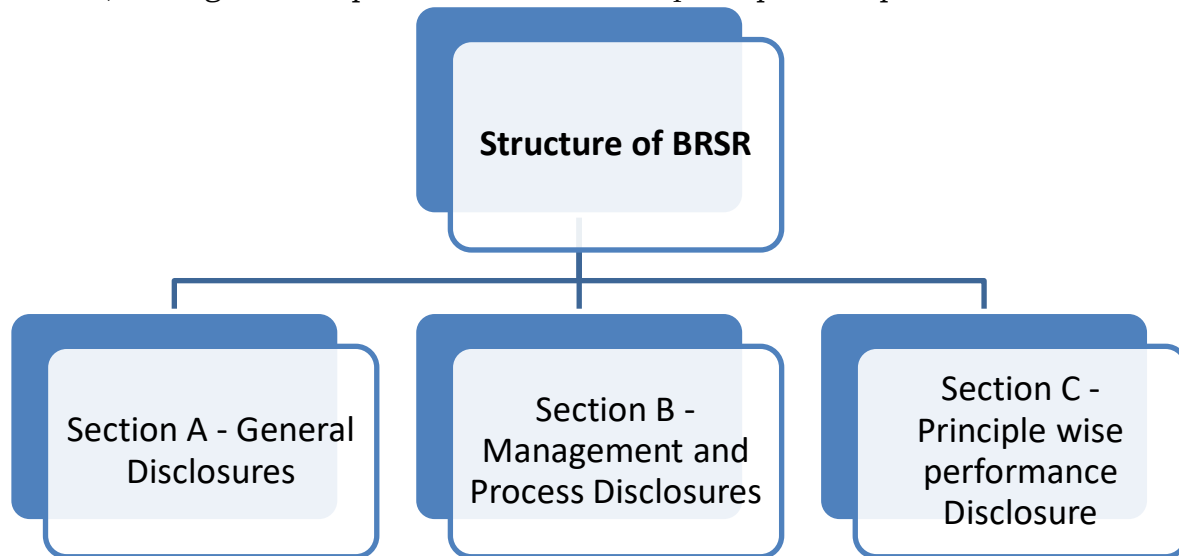 Structure of BRSR
Section A - General
Disclosures
Section B -
Management and
Process Disclosures
Section C -
Principle wise
performance
Disclosure